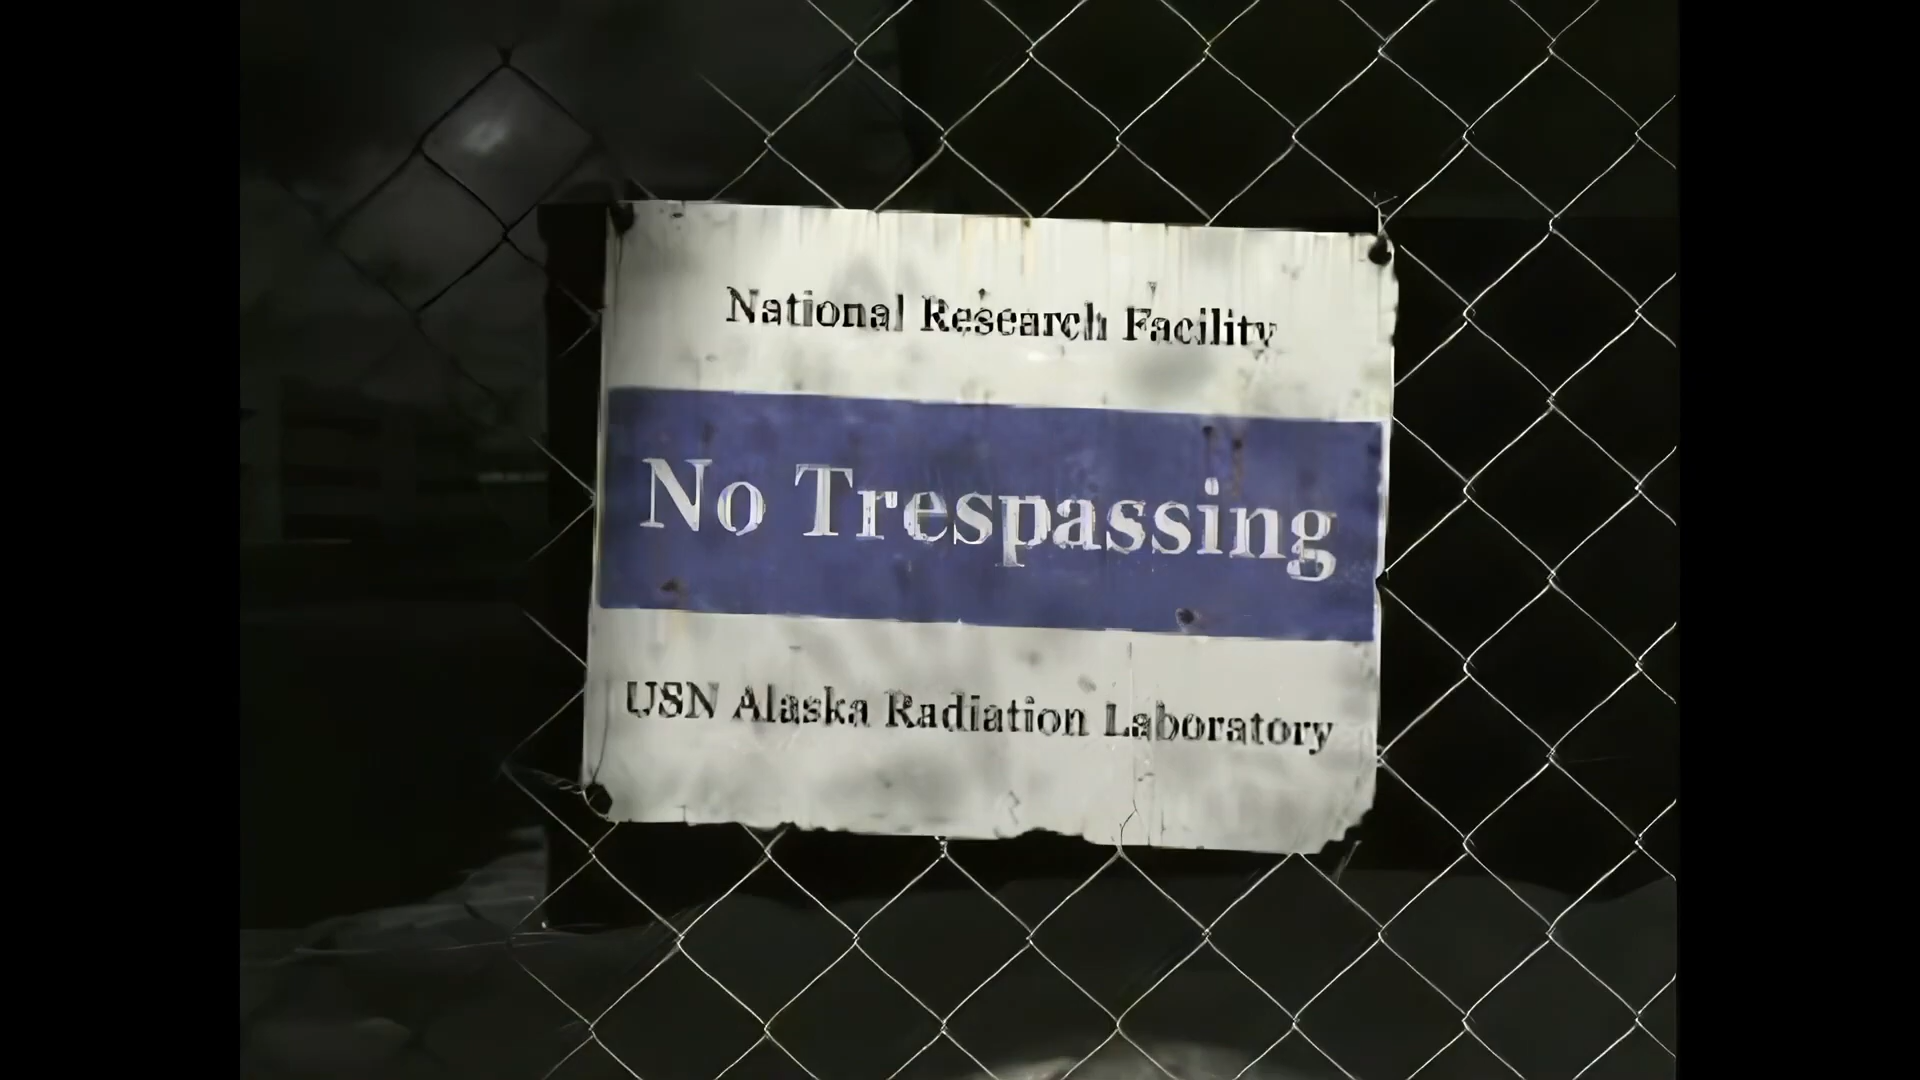 National Research Facility
No Trespassing
USN Alaska Radiation Laboratory